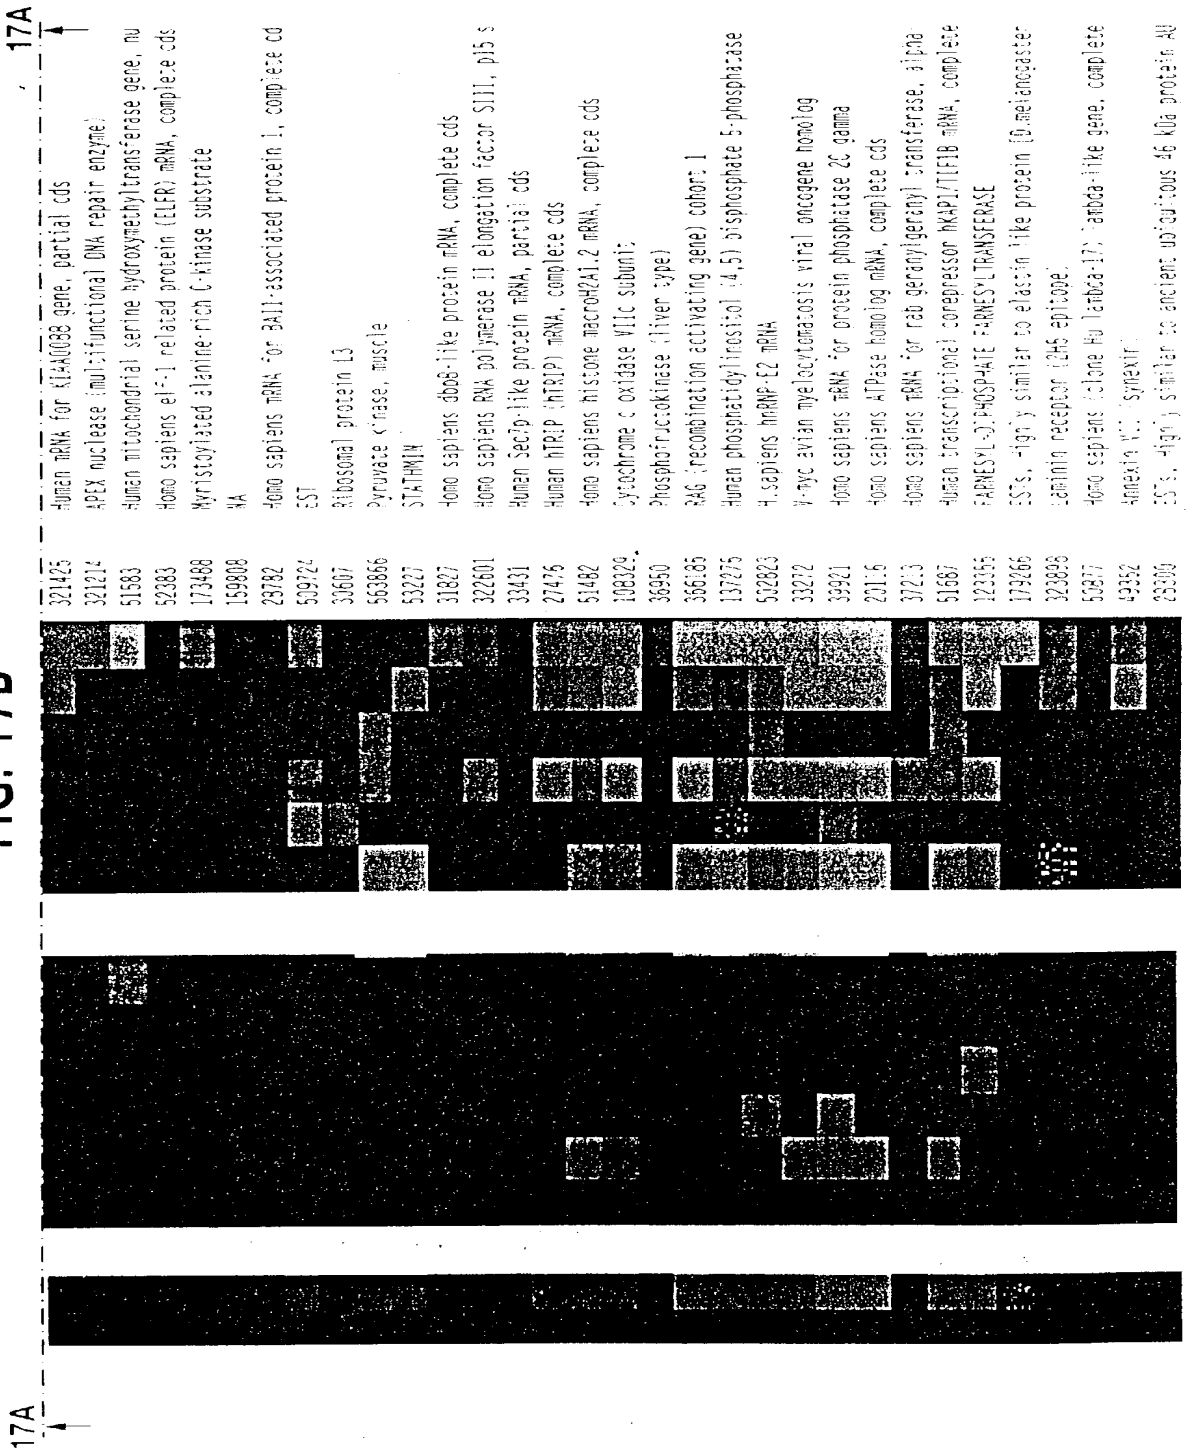 FIG. 17B
17A
17A
321425 Human mRNA for KIAA0088 gene, partial cds
321214 APEX nuclease (multifunctional DNA repair enzyme)
51583 Human mitochondrial serine hydroxymethyltransferase gene, nu
52383 Homo sapiens elf-1 related protein (ELFR) mRNA, complete cds
173488 Myristoylated alanine-rich C-kinase substrate
159808 NA
Homo sapiens mRNA for BAI1-associated protein 1, complete cd
509724 EST
30607 Ribosomal protein L3
563866 Pyruvate kinase, muscle
53227 STATHMIN
31827 Homo sapiens dbpB-like protein mRNA, complete cds
322601 Homo sapiens RNA polymerase II elongation factor SIII, p15 s
33431 Human Sec7p-like protein mRNA, partial cds
27476 Human hTRIP (hTRIP) mRNA, complete cds
51482 Homo sapiens histone macroH2A1.2 mRNA, complete cds
108329 Cytochrome c oxidase VIIc subunit
36950 Phosphofructokinase (liver type)
366185 RAG (recombination activating gene) cohort 1
137275 Human phosphatidylinositol (4,5) bisphosphate 5-phosphatase
502823 H.sapiens hnRNP-E2 mRNA
33272 V-myc avian myelocytomatosis viral oncogene homolog
39921 Homo sapiens mRNA for protein phosphatase 2C gamma
20116 Homo sapiens ATPase homolog mRNA, complete cds
37213 Homo sapiens mRNA for rab geranylgeranyl transferase, alpha
51687 Human transcriptional corepressor hKAP1/TIF1B mRNA, complete
123355 FARNESYL-DIPHOSPHATE FARNESYLTRANSFERASE
173266 ESTs, Highly similar to elastin like protein [D.melanogaster
323898 Laminin receptor (2H5 epitope)
50877 Homo sapiens (clone Hu lambda-17) lambda-like gene, complete
49352 Annexin VII (synexin)
ESTs, Highly similar to ancient ubiquitous 46 kDa protein AU